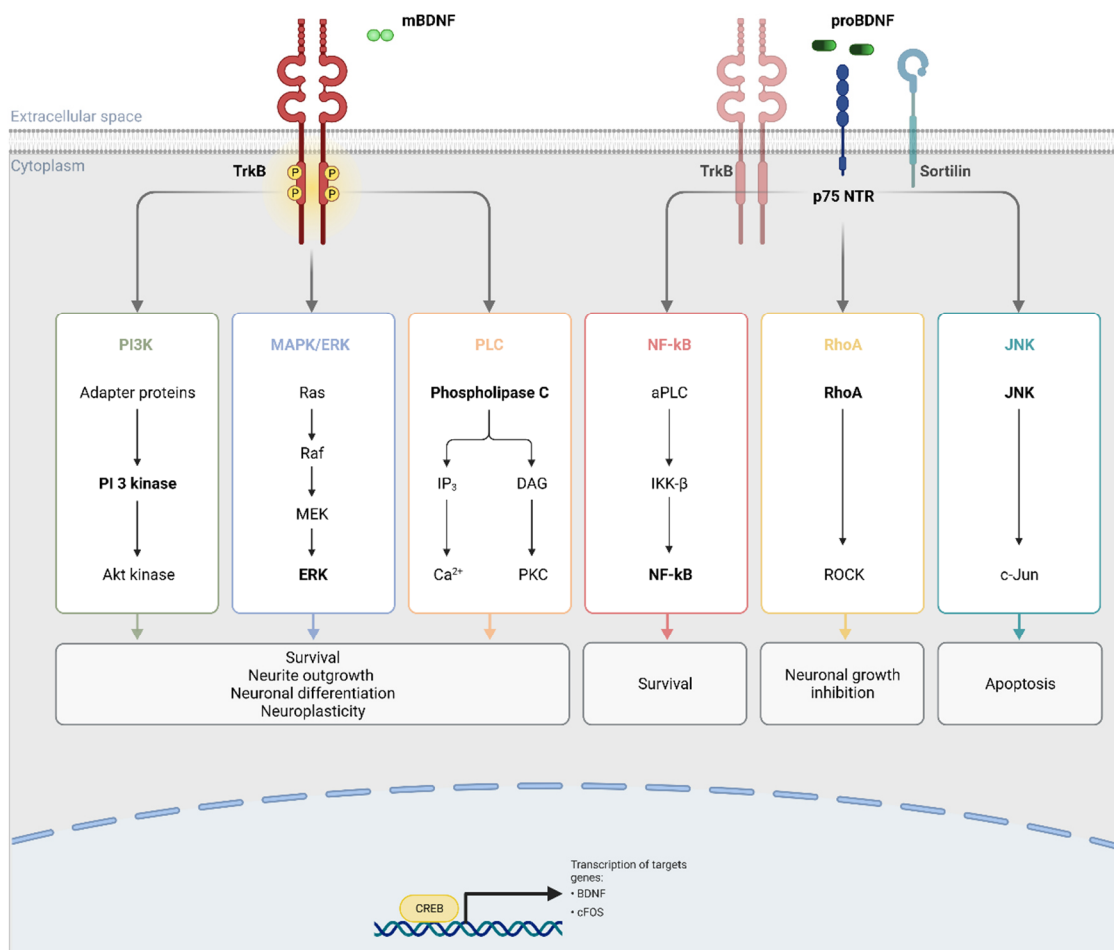 mBDNF
proBDNF
Extracellular space
Cytoplasm
TrkB
P P
P P
TrkB
Sortilin
p75 NTR
PI3K
Adapter proteins
PI 3 kinase
Akt kinase
MAPK/ERK
Ras
Raf
MEK
ERK
PLC
Phospholipase C
IP₃ DAG
Ca²⁺ PKC
NF-kB
aPLC
IKK-β
NF-kB
RhoA
RhoA
ROCK
JNK
JNK
c-Jun
Survival
Neurite outgrowth
Neuronal differentiation
Neuroplasticity
Survival
Neuronal growth
inhibition
Apoptosis
Transcription of targets
genes:
• BDNF
• cFOS
CREB